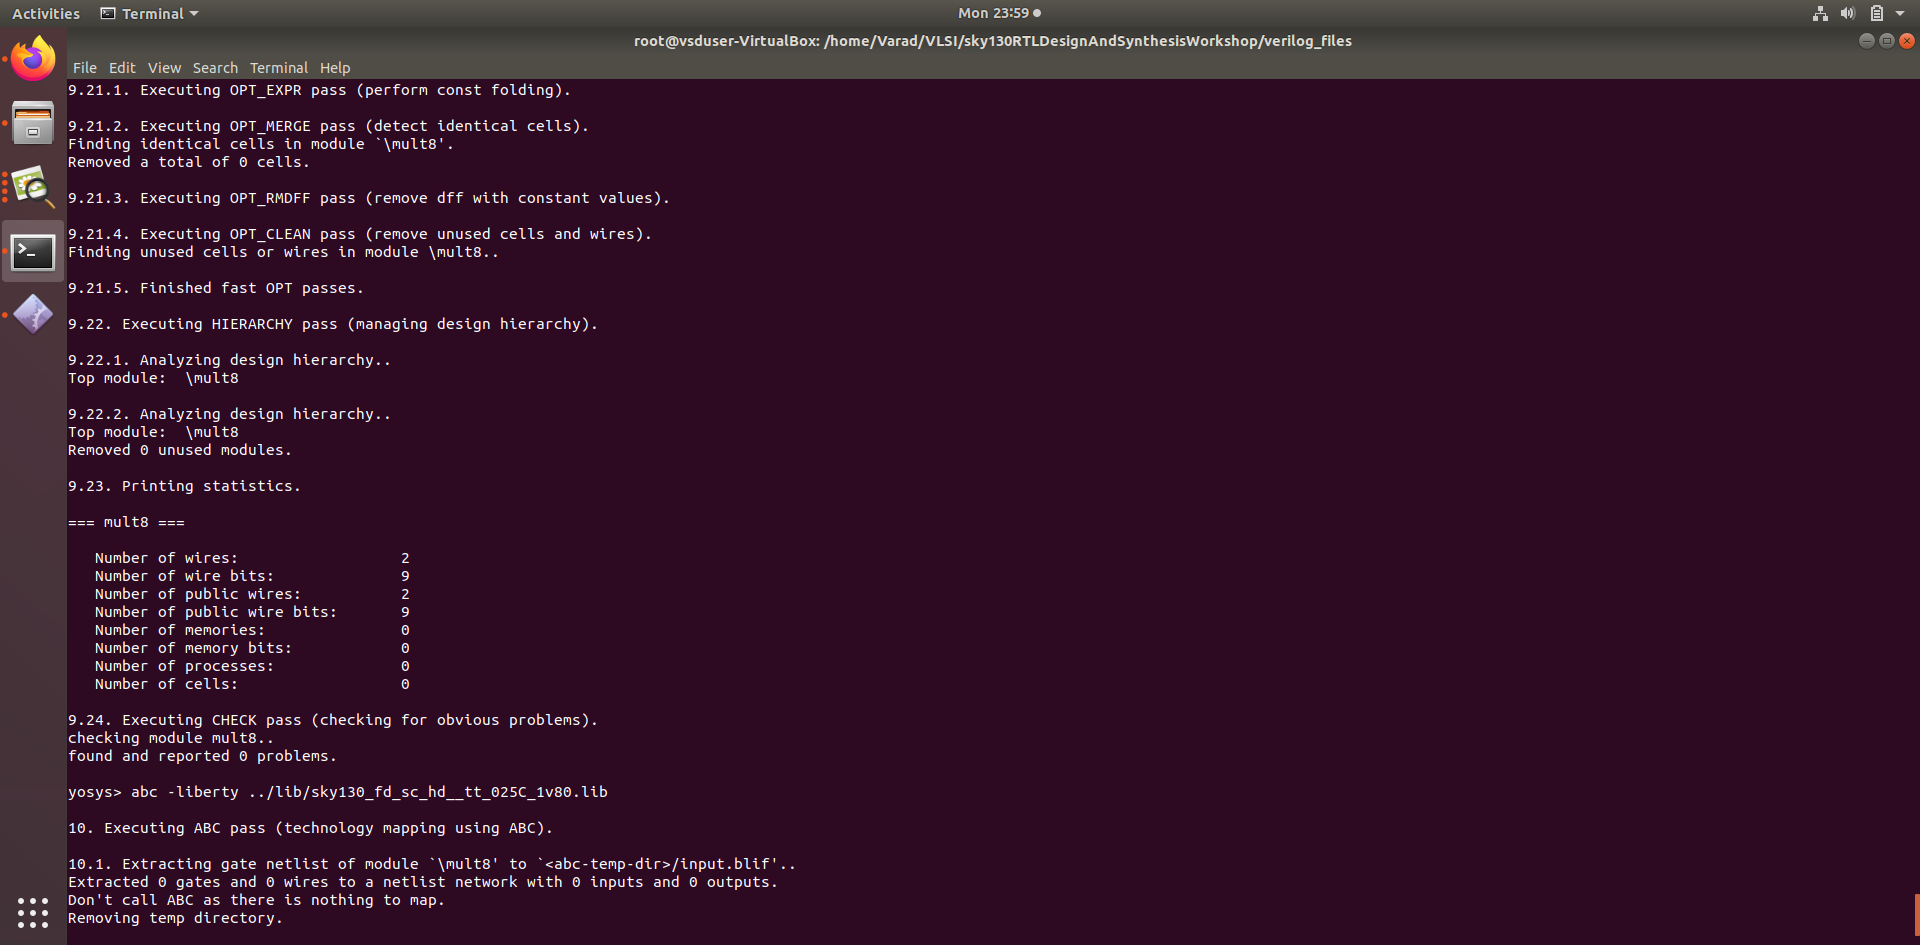 Activities Terminal Mon 23:59
root@vsduser-VirtualBox: /home/Varad/VLSI/sky130RTLDesignAndSynthesisWorkshop/verilog_files
File Edit View Search Terminal Help
9.21.1. Executing OPT_EXPR pass (perform const folding).
9.21.2. Executing OPT_MERGE pass (detect identical cells).
Finding identical cells in module `\mult8'.
Removed a total of 0 cells.
9.21.3. Executing OPT_RMDFF pass (remove dff with constant values).
9.21.4. Executing OPT_CLEAN pass (remove unused cells and wires).
Finding unused cells or wires in module \mult8..
9.21.5. Finished fast OPT passes.
9.22. Executing HIERARCHY pass (managing design hierarchy).
9.22.1. Analyzing design hierarchy..
Top module:  \mult8
9.22.2. Analyzing design hierarchy..
Top module:  \mult8
Removed 0 unused modules.
9.23. Printing statistics.
=== mult8 ===
Number of wires: 2
Number of wire bits: 9
Number of public wires: 2
Number of public wire bits: 9
Number of memories: 0
Number of memory bits: 0
Number of processes: 0
Number of cells: 0
9.24. Executing CHECK pass (checking for obvious problems).
checking module mult8..
found and reported 0 problems.
yosys> abc -liberty ../lib/sky130_fd_sc_hd__tt_025C_1v80.lib
10. Executing ABC pass (technology mapping using ABC).
10.1. Extracting gate netlist of module `\mult8' to `<abc-temp-dir>/input.blif'..
Extracted 0 gates and 0 wires to a netlist network with 0 inputs and 0 outputs.
Don't call ABC as there is nothing to map.
Removing temp directory.